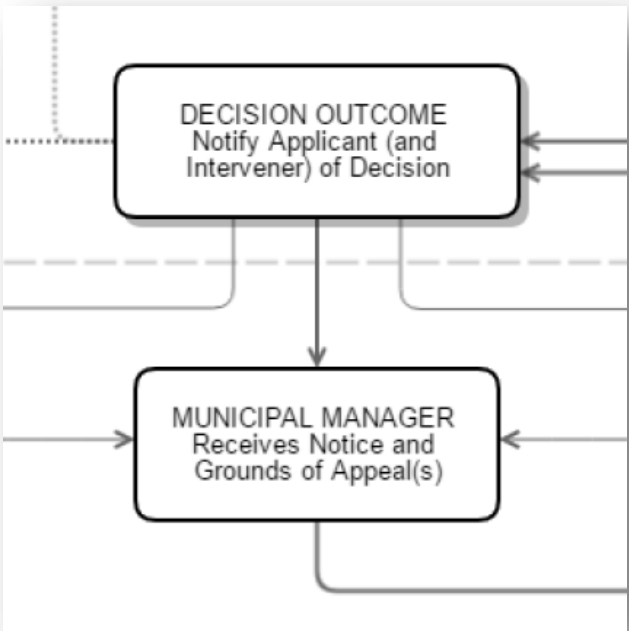 DECISION OUTCOME
Notify Applicant (and
Intervener) of Decision
MUNICIPAL MANAGER
Receives Notice and
Grounds of Appeal(s)